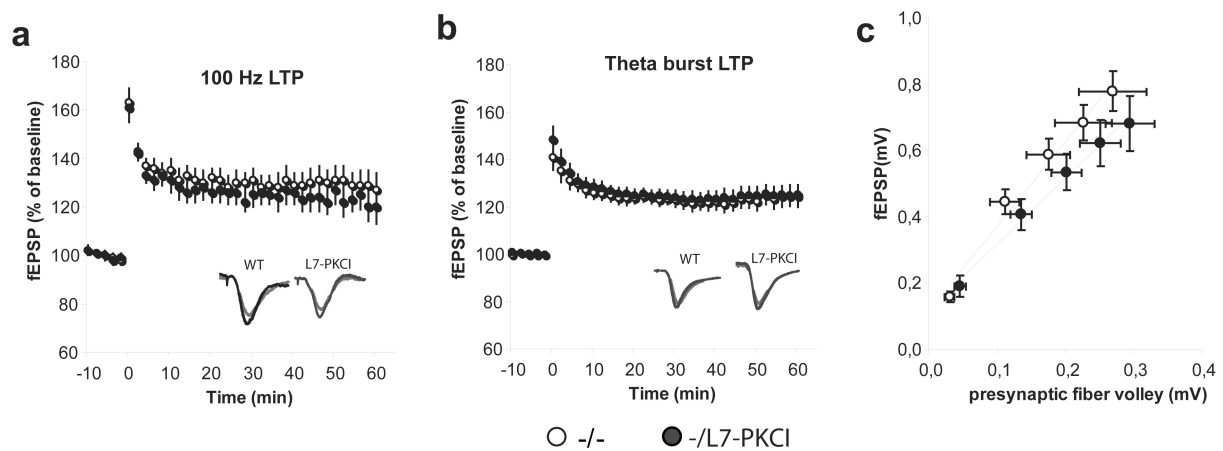 a
100 Hz LTP
fEPSP (% of baseline)
180
160
140
120
100
80
60
WT
L7-PKCI
-10 0 10 20 30 40 50 60
Time (min)
b
Theta burst LTP
fEPSP (% of baseline)
180
160
140
120
100
80
60
WT
L7-PKCI
-10 0 10 20 30 40 50 60
Time (min)
c
fEPSP(mV)
1,0
0,8
0,6
0,4
0,2
0,0
0,0 0,1 0,2 0,3 0,4
presynaptic fiber volley (mV)
-/- -/L7-PKCI